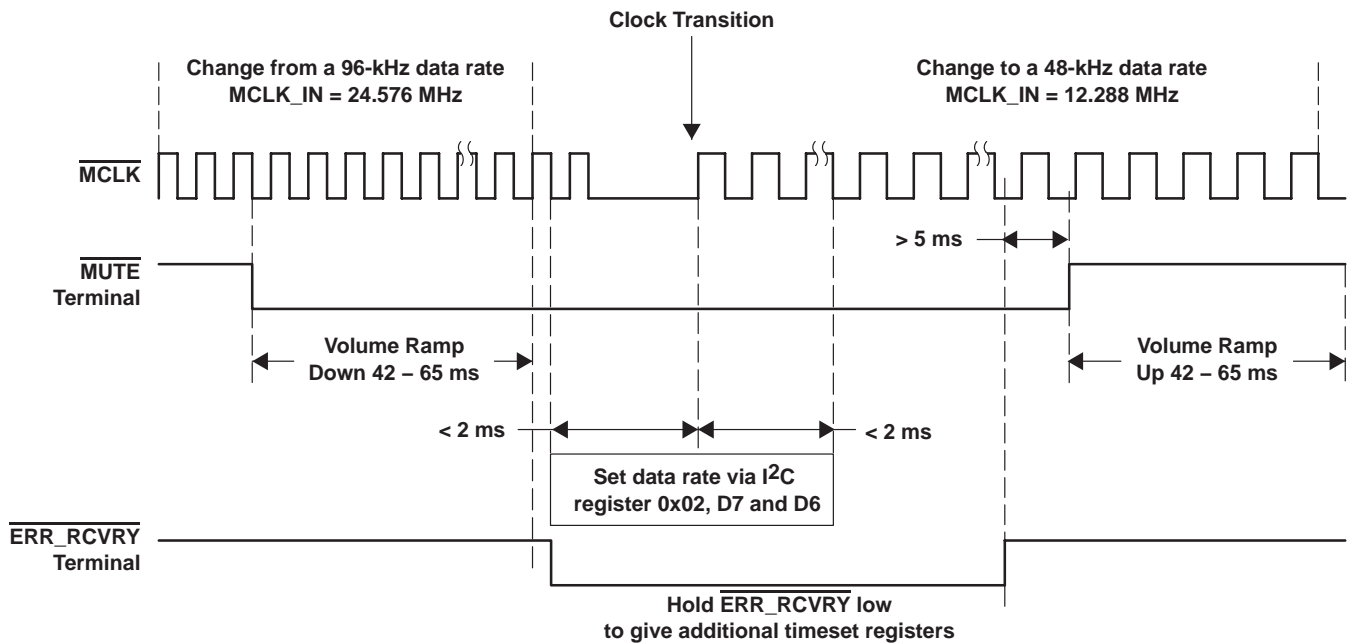 Clock Transition
Change from a 96-kHz data rate
MCLK_IN = 24.576 MHz
Change to a 48-kHz data rate
MCLK_IN = 12.288 MHz
MCLK
> 5 ms
MUTE
Terminal
Volume Ramp
Down 42 – 65 ms
Volume Ramp
Up 42 – 65 ms
< 2 ms
< 2 ms
Set data rate via I2C
register 0x02, D7 and D6
ERR_RCVRY
Terminal
Hold ERR_RCVRY low
to give additional timeset registers